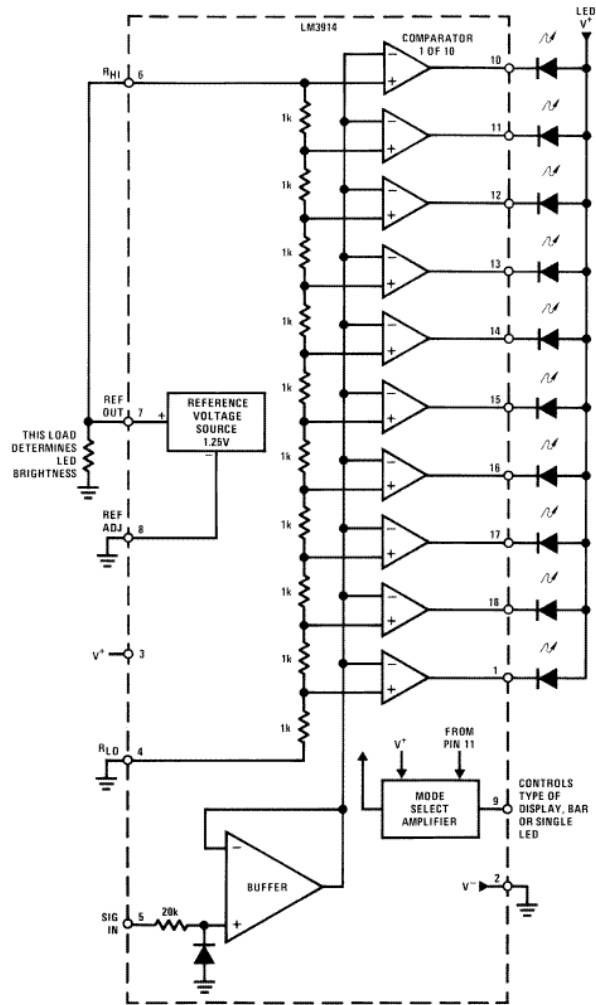 LED
V+
LM3914
COMPARATOR
1 OF 10
RHI
6
10
1k
11
1k
12
1k
13
1k
14
1k
15
REF
OUT
7
+
REFERENCE
VOLTAGE
SOURCE
1.25V
−
THIS LOAD
DETERMINES
LED
BRIGHTNESS
1k
16
1k
17
REF
ADJ
8
1k
18
1k
1
V+
3
1k
RLO
4
V+
FROM
PIN 11
MODE
SELECT
AMPLIFIER
9
CONTROLS
TYPE OF
DISPLAY, BAR
OR SINGLE
LED
−
BUFFER
+
V−
2
SIG
IN
5
20k
−
+
−
+
−
+
−
+
−
+
−
+
−
+
−
+
−
+
−
+